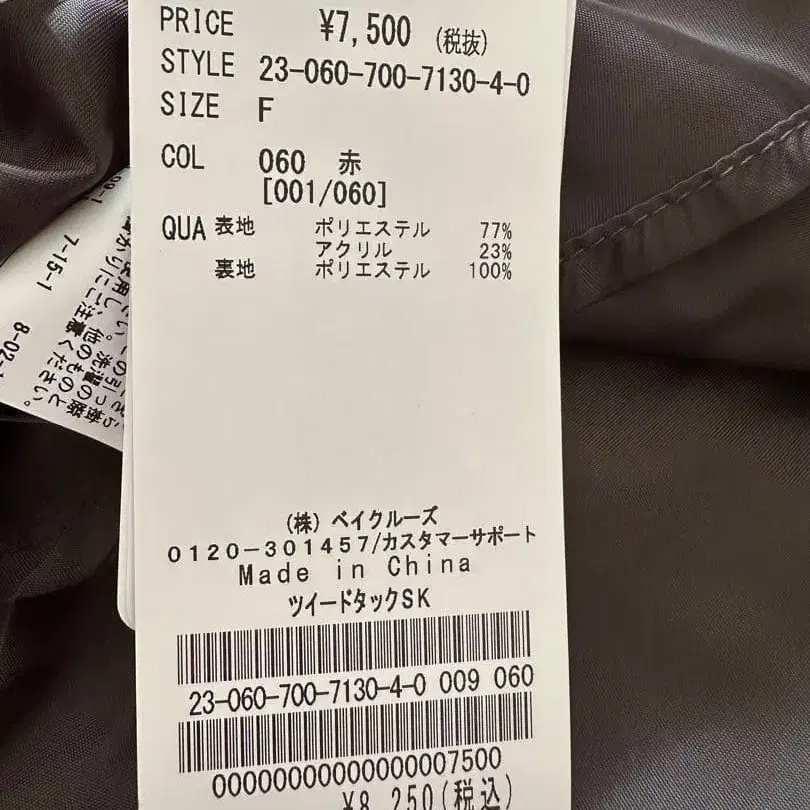 PRICE ¥7,500 (税抜)
STYLE 23-060-700-7130-4-0
SIZE F
COL 060 赤
[001/060]
QUA 表地 ポリエステル 77%
アクリル 23%
裏地 ポリエステル 100%
(株)ベイクルーズ
0120-301457/カスタマーサポート
Made in China
ツイードタックSK
23-060-700-7130-4-0 009 060
00000000000000007500
¥8,250(税込)
7-15-1